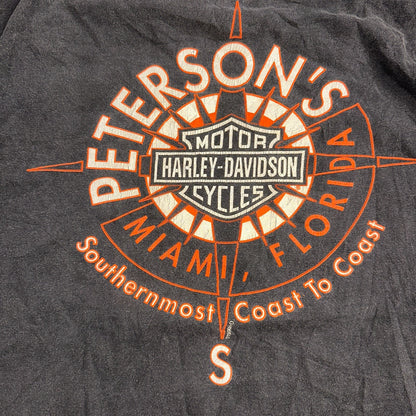 PETERSON'S
MOTOR
HARLEY-DAVIDSON
CYCLES
MIAMI, FLORIDA
Southernmost Coast To Coast
S